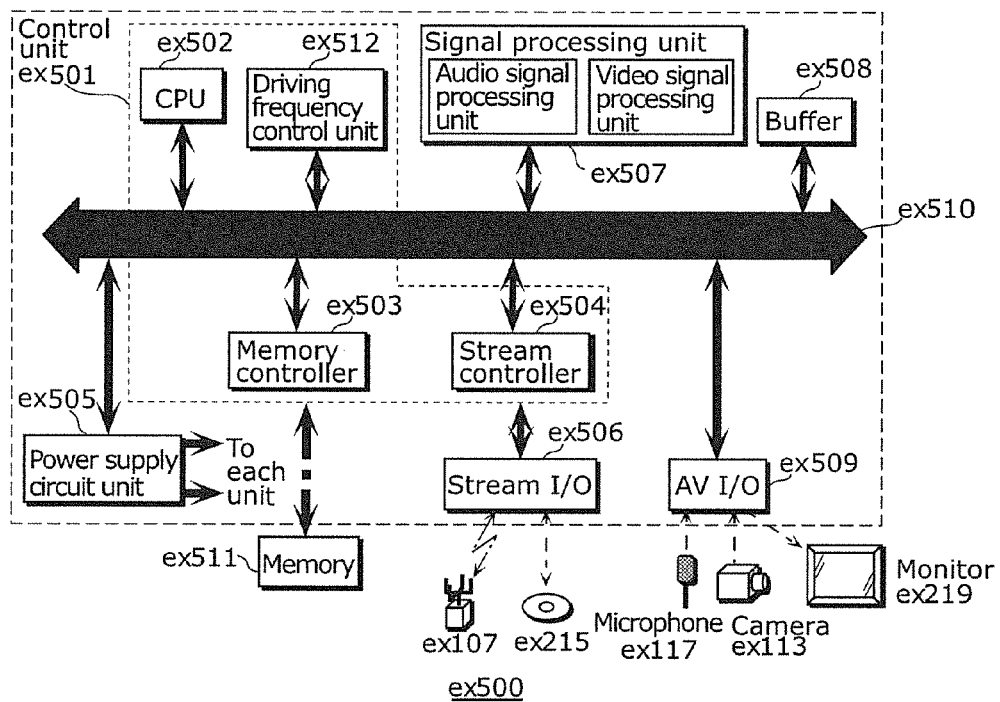 Control
unit
ex501
ex502
CPU
ex512
Driving
frequency
control unit
Signal processing unit
Audio signal
processing
unit
Video signal
processing
unit
ex507
ex508
Buffer
ex510
ex503
Memory
controller
ex504
Stream
controller
ex505
Power supply
circuit unit
To
each
unit
ex506
Stream I/O
ex509
AV I/O
ex511
Memory
ex107
ex215
Microphone
ex117
Camera
ex113
Monitor
ex219
ex500